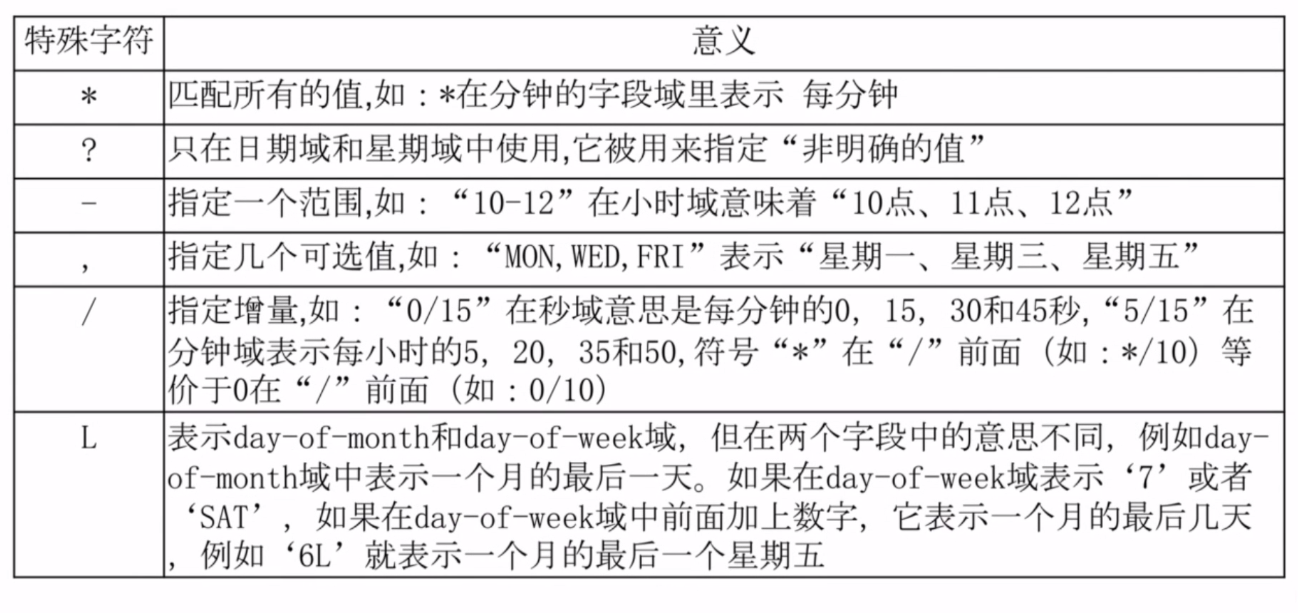 特殊字符 意义
* 匹配所有的值,如：*在分钟的字段域里表示 每分钟
? 只在日期域和星期域中使用,它被用来指定“非明确的值”
- 指定一个范围,如：“10-12”在小时域意味着“10点、11点、12点”
, 指定几个可选值,如：“MON,WED,FRI”表示“星期一、星期三、星期五”
/ 指定增量,如：“0/15”在秒域意思是每分钟的0, 15, 30和45秒,“5/15”在
分钟域表示每小时的5, 20, 35和50,符号“*”在“/”前面（如：*/10）等
价于0在“/”前面（如：0/10）
L 表示day-of-month和day-of-week域, 但在两个字段中的意思不同, 例如day-
of-month域中表示一个月的最后一天。如果在day-of-week域表示‘7’或者
‘SAT’, 如果在day-of-week域中前面加上数字, 它表示一个月的最后几天
, 例如‘6L’就表示一个月的最后一个星期五